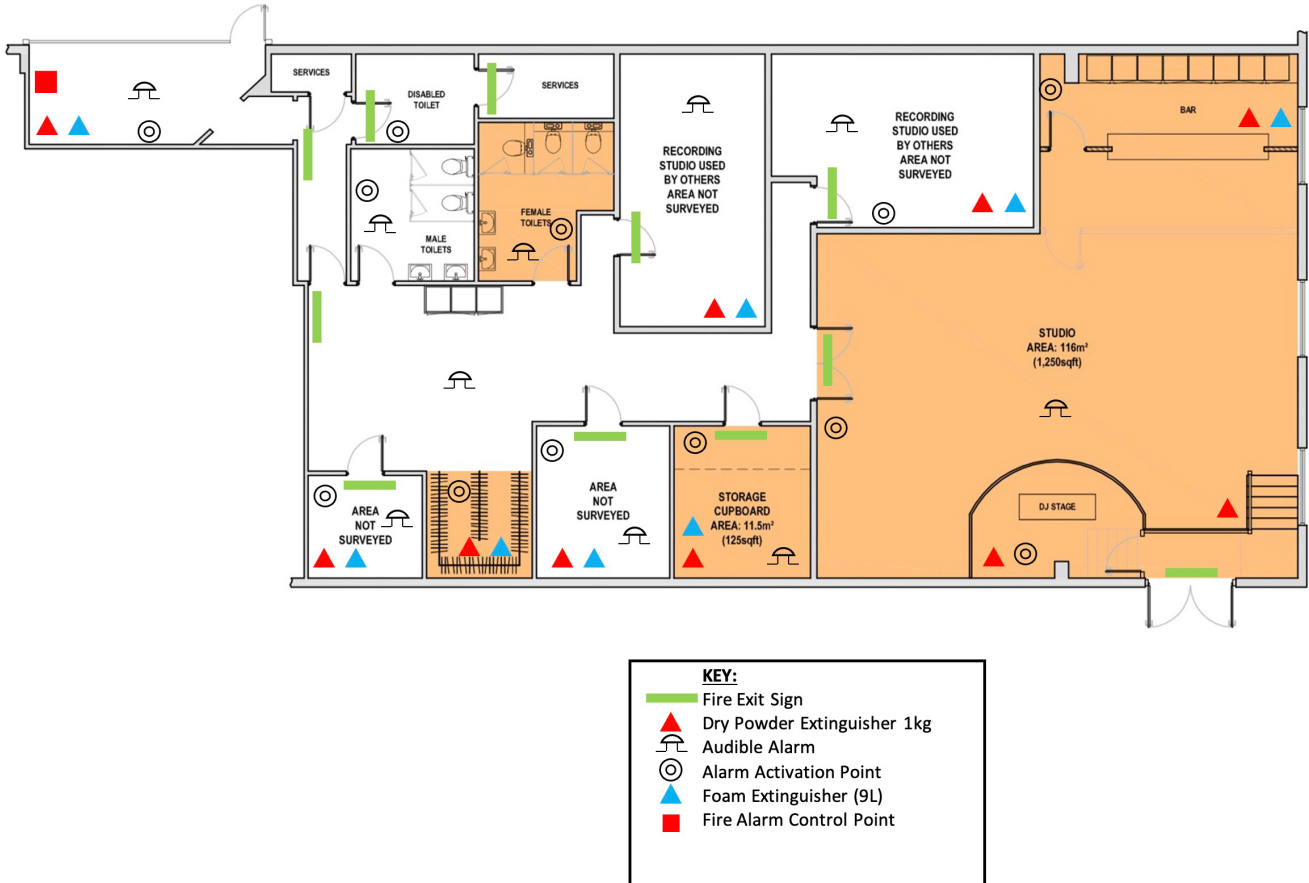 SERVICES
DISABLED
TOILET
SERVICES
RECORDING
STUDIO USED
BY OTHERS
AREA NOT
SURVEYED
RECORDING
STUDIO USED
BY OTHERS
AREA NOT
SURVEYED
BAR
MALE
TOILETS
FEMALE
TOILETS
STUDIO
AREA: 116m²
(1,250sqft)
AREA
NOT
SURVEYED
AREA
NOT
SURVEYED
STORAGE
CUPBOARD
AREA: 11.5m²
(125sqft)
DJ STAGE
KEY:
Fire Exit Sign
Dry Powder Extinguisher 1kg
Audible Alarm
Alarm Activation Point
Foam Extinguisher (9L)
Fire Alarm Control Point